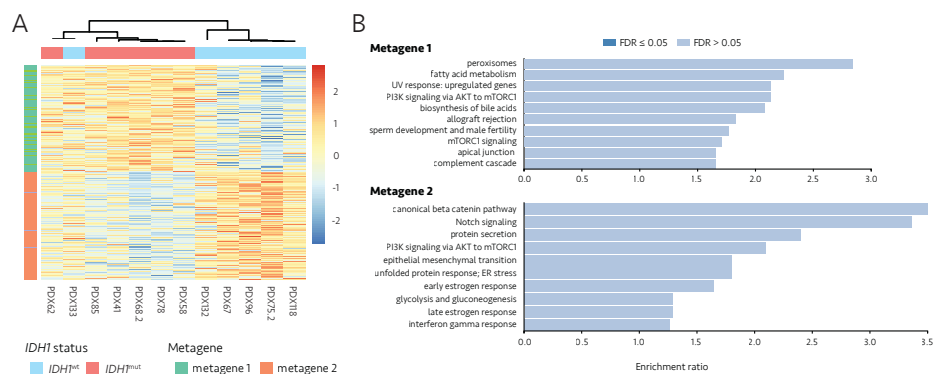 A
2
1
0
-1
-2
PDX62
PDX133
PDX85
PDX41
PDX68.2
PDX78
PDX58
PDX132
PDX67
PDX96
PDX75.2
PDX118
IDH1 status
IDH1wt IDH1mut
Metagene
metagene 1 metagene 2
B
FDR ≤ 0.05 FDR > 0.05
Metagene 1
peroxisomes
fatty acid metabolism
UV response: upregulated genes
PI3K signaling via AKT to mTORC1
biosynthesis of bile acids
allograft rejection
sperm development and male fertility
mTORC1 signaling
apical junction
complement cascade
0.0 0.5 1.0 1.5 2.0 2.5 3.0
Metagene 2
canonical beta catenin pathway
Notch signaling
protein secretion
PI3K signaling via AKT to mTORC1
epithelial mesenchymal transition
unfolded protein response; ER stress
early estrogen response
glycolysis and gluconeogenesis
late estrogen response
interferon gamma response
0.0 0.5 1.0 1.5 2.0 2.5 3.0 3.5
Enrichment ratio